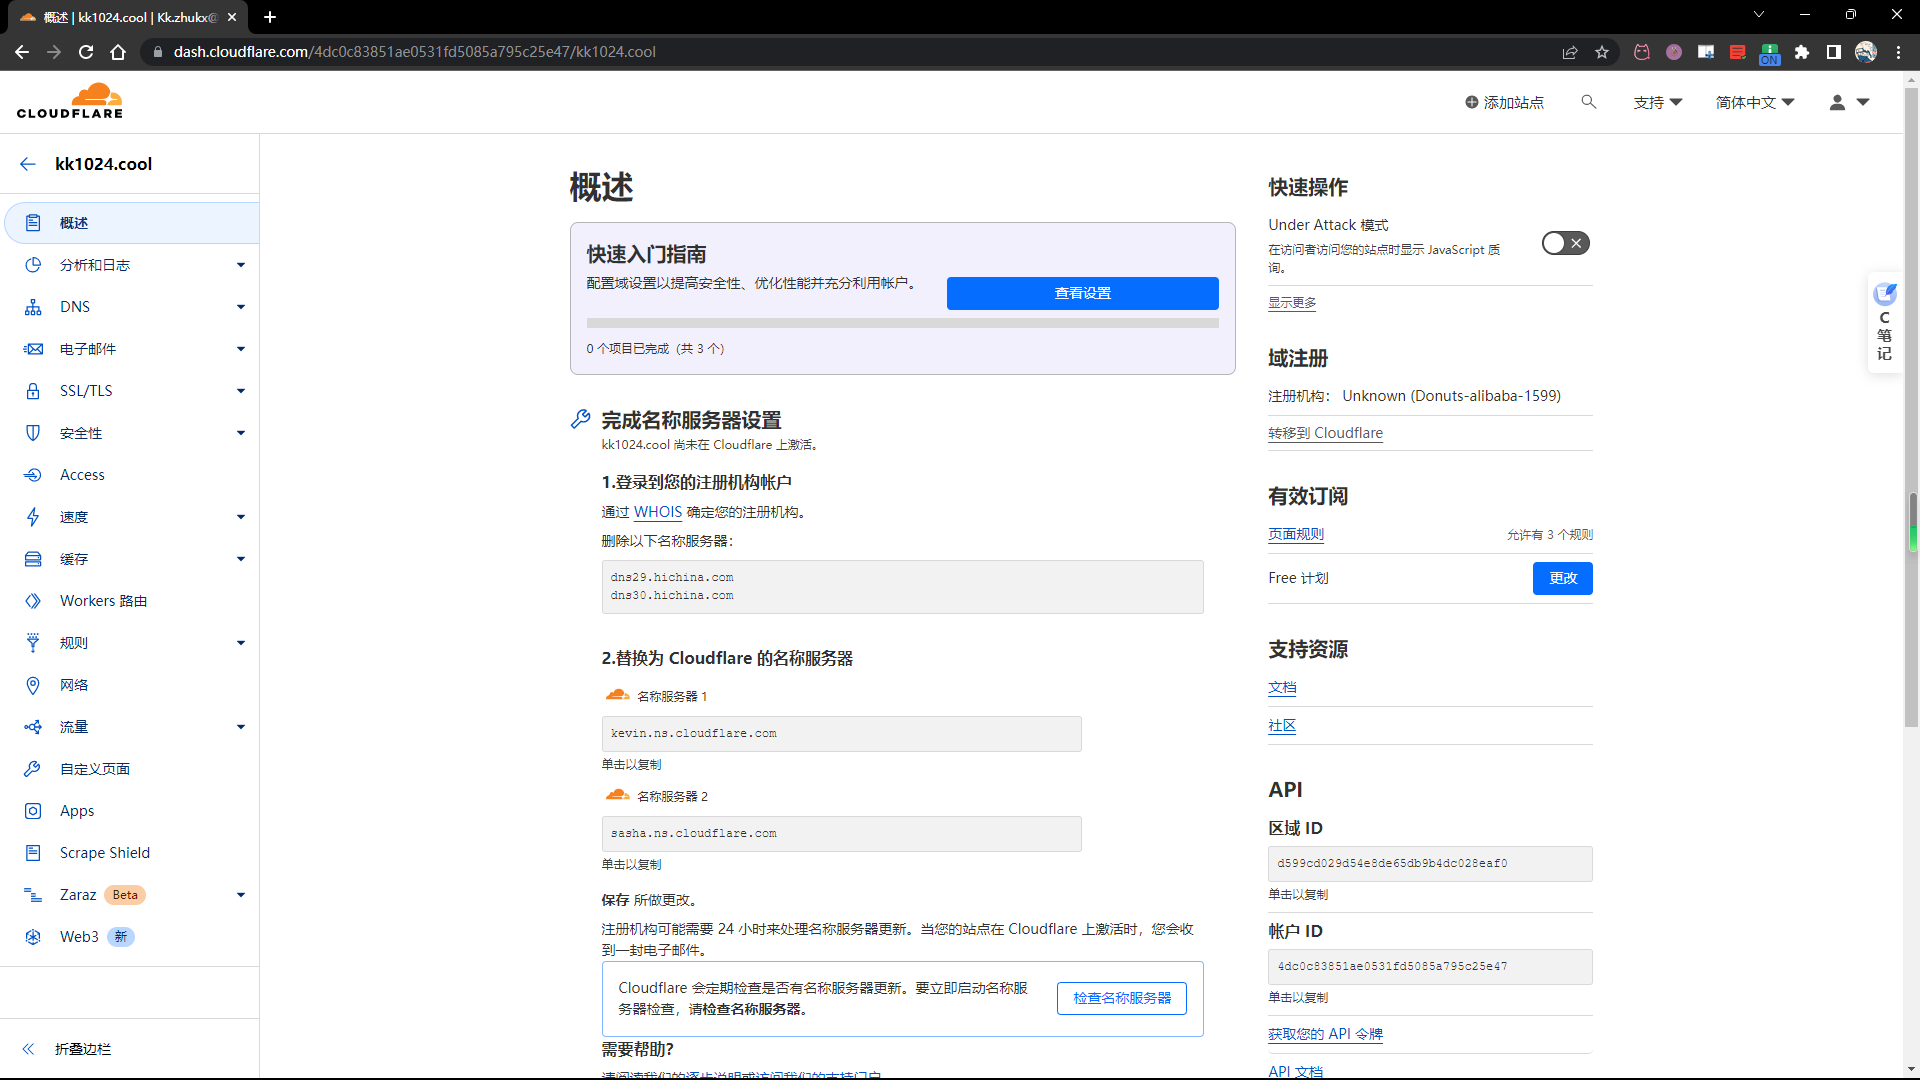 概述 | kk1024.cool | Kk.zhukx@
dash.cloudflare.com/4dc0c83851ae0531fd5085a795c25e47/kk1024.cool
ON
CLOUDFLARE
添加站点
支持
简体中文
kk1024.cool
概述
分析和日志
DNS
电子邮件
SSL/TLS
安全性
Access
速度
缓存
Workers 路由
规则
网络
流量
自定义页面
Apps
Scrape Shield
Zaraz Beta
Web3 新
折叠边栏
概述
快速入门指南
配置域设置以提高安全性、优化性能并充分利用帐户。
查看设置
0 个项目已完成（共 3 个）
完成名称服务器设置
kk1024.cool 尚未在 Cloudflare 上激活。
1.登录到您的注册机构帐户
通过 WHOIS 确定您的注册机构。
删除以下名称服务器：
dns29.hichina.com
dns30.hichina.com
2.替换为 Cloudflare 的名称服务器
名称服务器 1
kevin.ns.cloudflare.com
单击以复制
名称服务器 2
sasha.ns.cloudflare.com
单击以复制
保存 所做更改。
注册机构可能需要 24 小时来处理名称服务器更新。当您的站点在 Cloudflare 上激活时，您会收
到一封电子邮件。
Cloudflare 会定期检查是否有名称服务器更新。要立即启动名称服
务器检查，请检查名称服务器。
检查名称服务器
需要帮助?
请阅读我们的逐步说明或访问我们的支持门户
快速操作
Under Attack 模式
在访问者访问您的站点时显示 JavaScript 质
询。
显示更多
域注册
注册机构： Unknown (Donuts-alibaba-1599)
转移到 Cloudflare
有效订阅
页面规则
允许有 3 个规则
Free 计划
更改
支持资源
文档
社区
API
区域 ID
d599cd029d54e8de65db9b4dc028eaf0
单击以复制
帐户 ID
4dc0c83851ae0531fd5085a795c25e47
单击以复制
获取您的 API 令牌
API 文档
C
笔
记